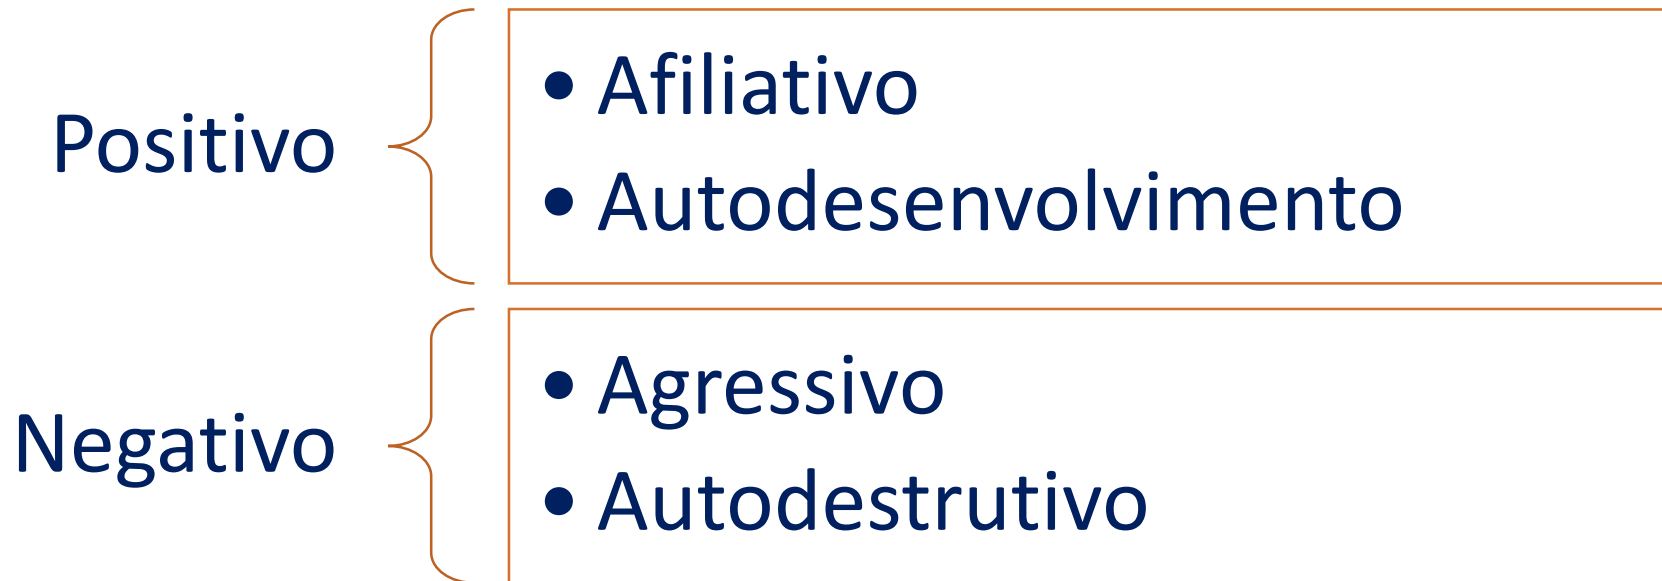 Positivo
• Afiliativo
• Autodesenvolvimento
Negativo
• Agressivo
• Autodestrutivo